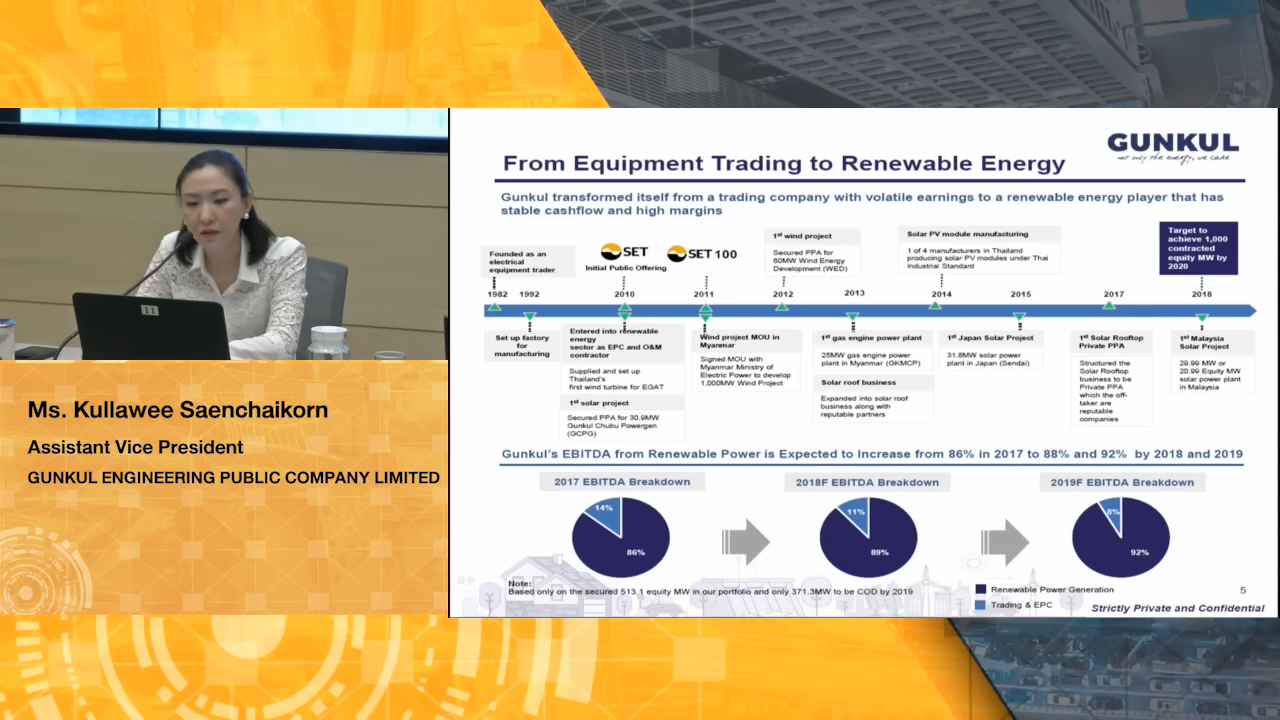 GUNKUL
not only the energy, we care
From Equipment Trading to Renewable Energy
Gunkul transformed itself from a trading company with volatile earnings to a renewable energy player that has
stable cashflow and high margins
Founded as an
electrical
equipment trader
SET
Initial Public Offering
SET 100
1st wind project
Secured PPA for
60MW Wind Energy
Development (WED)
Solar PV module manufacturing
1 of 4 manufacturers in Thailand
producing solar PV modules under Thai
Industrial Standard
Target to
achieve 1,000
contracted
equity MW by
2020
1982 1992 2010 2011 2012 2013 2014 2015 2017 2018
Set up factory
for
manufacturing
Entered into renewable
energy
sector as EPC and O&M
contractor
Supplied and set up
Thailand's
first wind turbine for EGAT
1st solar project
Secured PPA for 30.9MW
Gunkul Chubu Powergen
(GCPG)
Wind project MOU in
Myanmar
Signed MOU with
Myanmar Ministry of
Electric Power to develop
1,000MW Wind Project
1st gas engine power plant
25MW gas engine power
plant in Myanmar (GKMCP)
Solar roof business
Expanded into solar roof
business along with
reputable partners
1st Japan Solar Project
31.8MW solar power
plant in Japan (Sendai)
1st Solar Rooftop
Private PPA
Structured the
Solar Rooftop
business to be
Private PPA
which the off-
taker are
reputable
companies
1st Malaysia
Solar Project
29.99 MW or
20.99 Equity MW
solar power plant
in Malaysia
Gunkul's EBITDA from Renewable Power is Expected to Increase from 86% in 2017 to 88% and 92% by 2018 and 2019
2017 EBITDA Breakdown
14%
86%
2018F EBITDA Breakdown
11%
89%
2019F EBITDA Breakdown
8%
92%
Note:
Based only on the secured 513.1 equity MW in our portfolio and only 371.3MW to be COD by 2019
Renewable Power Generation
Trading & EPC
5
Strictly Private and Confidential
11
Ms. Kullawee Saenchaikorn
Assistant Vice President
GUNKUL ENGINEERING PUBLIC COMPANY LIMITED